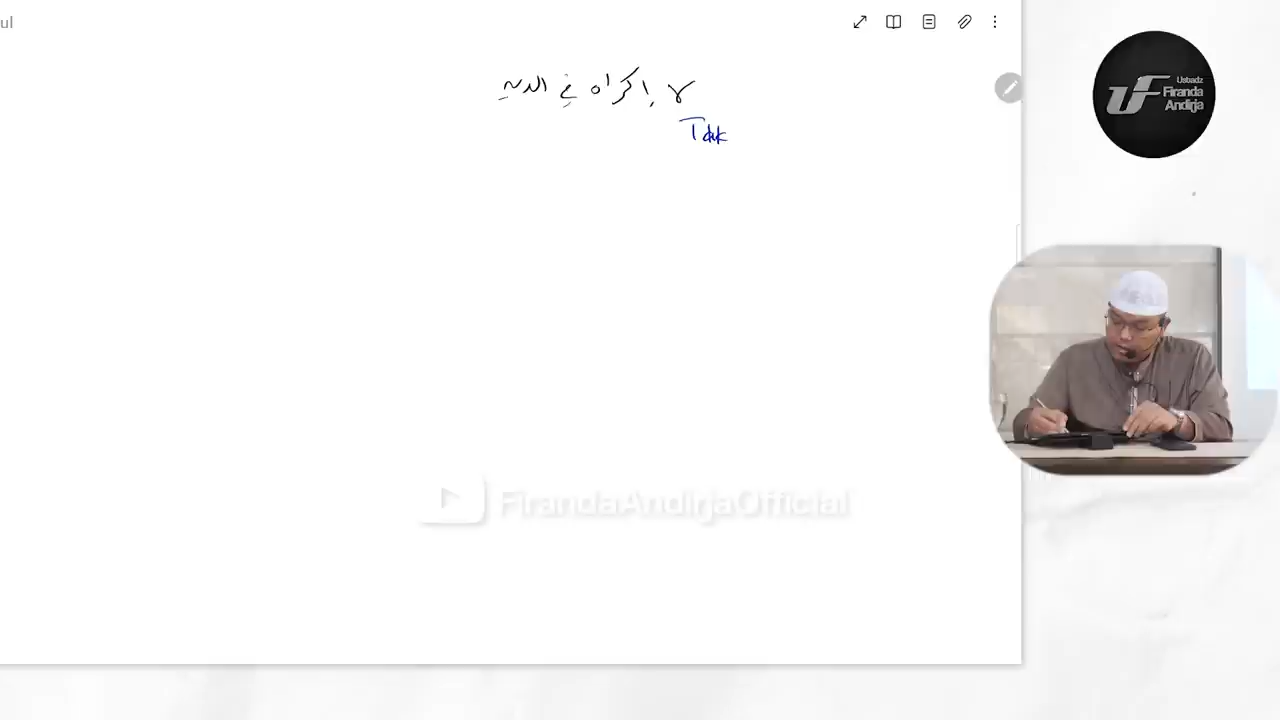 ul
Ustadz
Firanda
Andirja
لا إكراه في الدين
Tdk
FirandaAndirjaOfficial